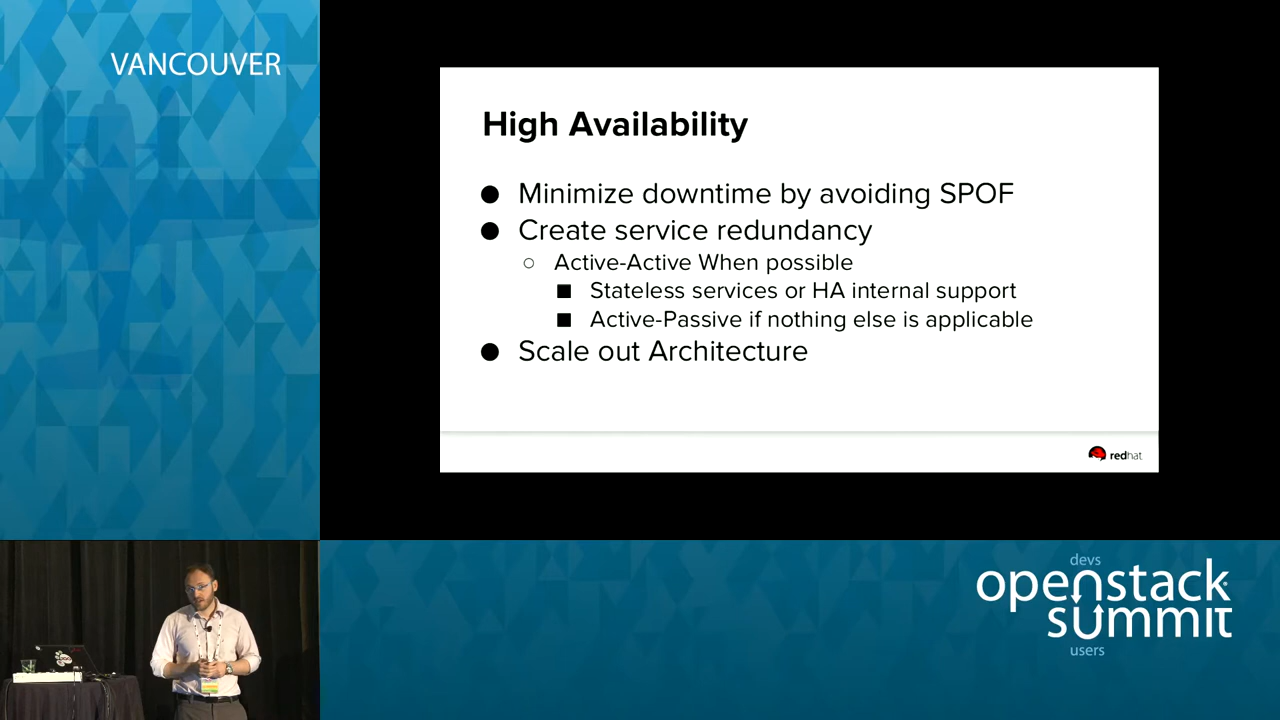 VANCOUVER
High Availability
● Minimize downtime by avoiding SPOF
● Create service redundancy
○ Active-Active When possible
■ Stateless services or HA internal support
■ Active-Passive if nothing else is applicable
● Scale out Architecture
redhat
devs
openstack
summit
users